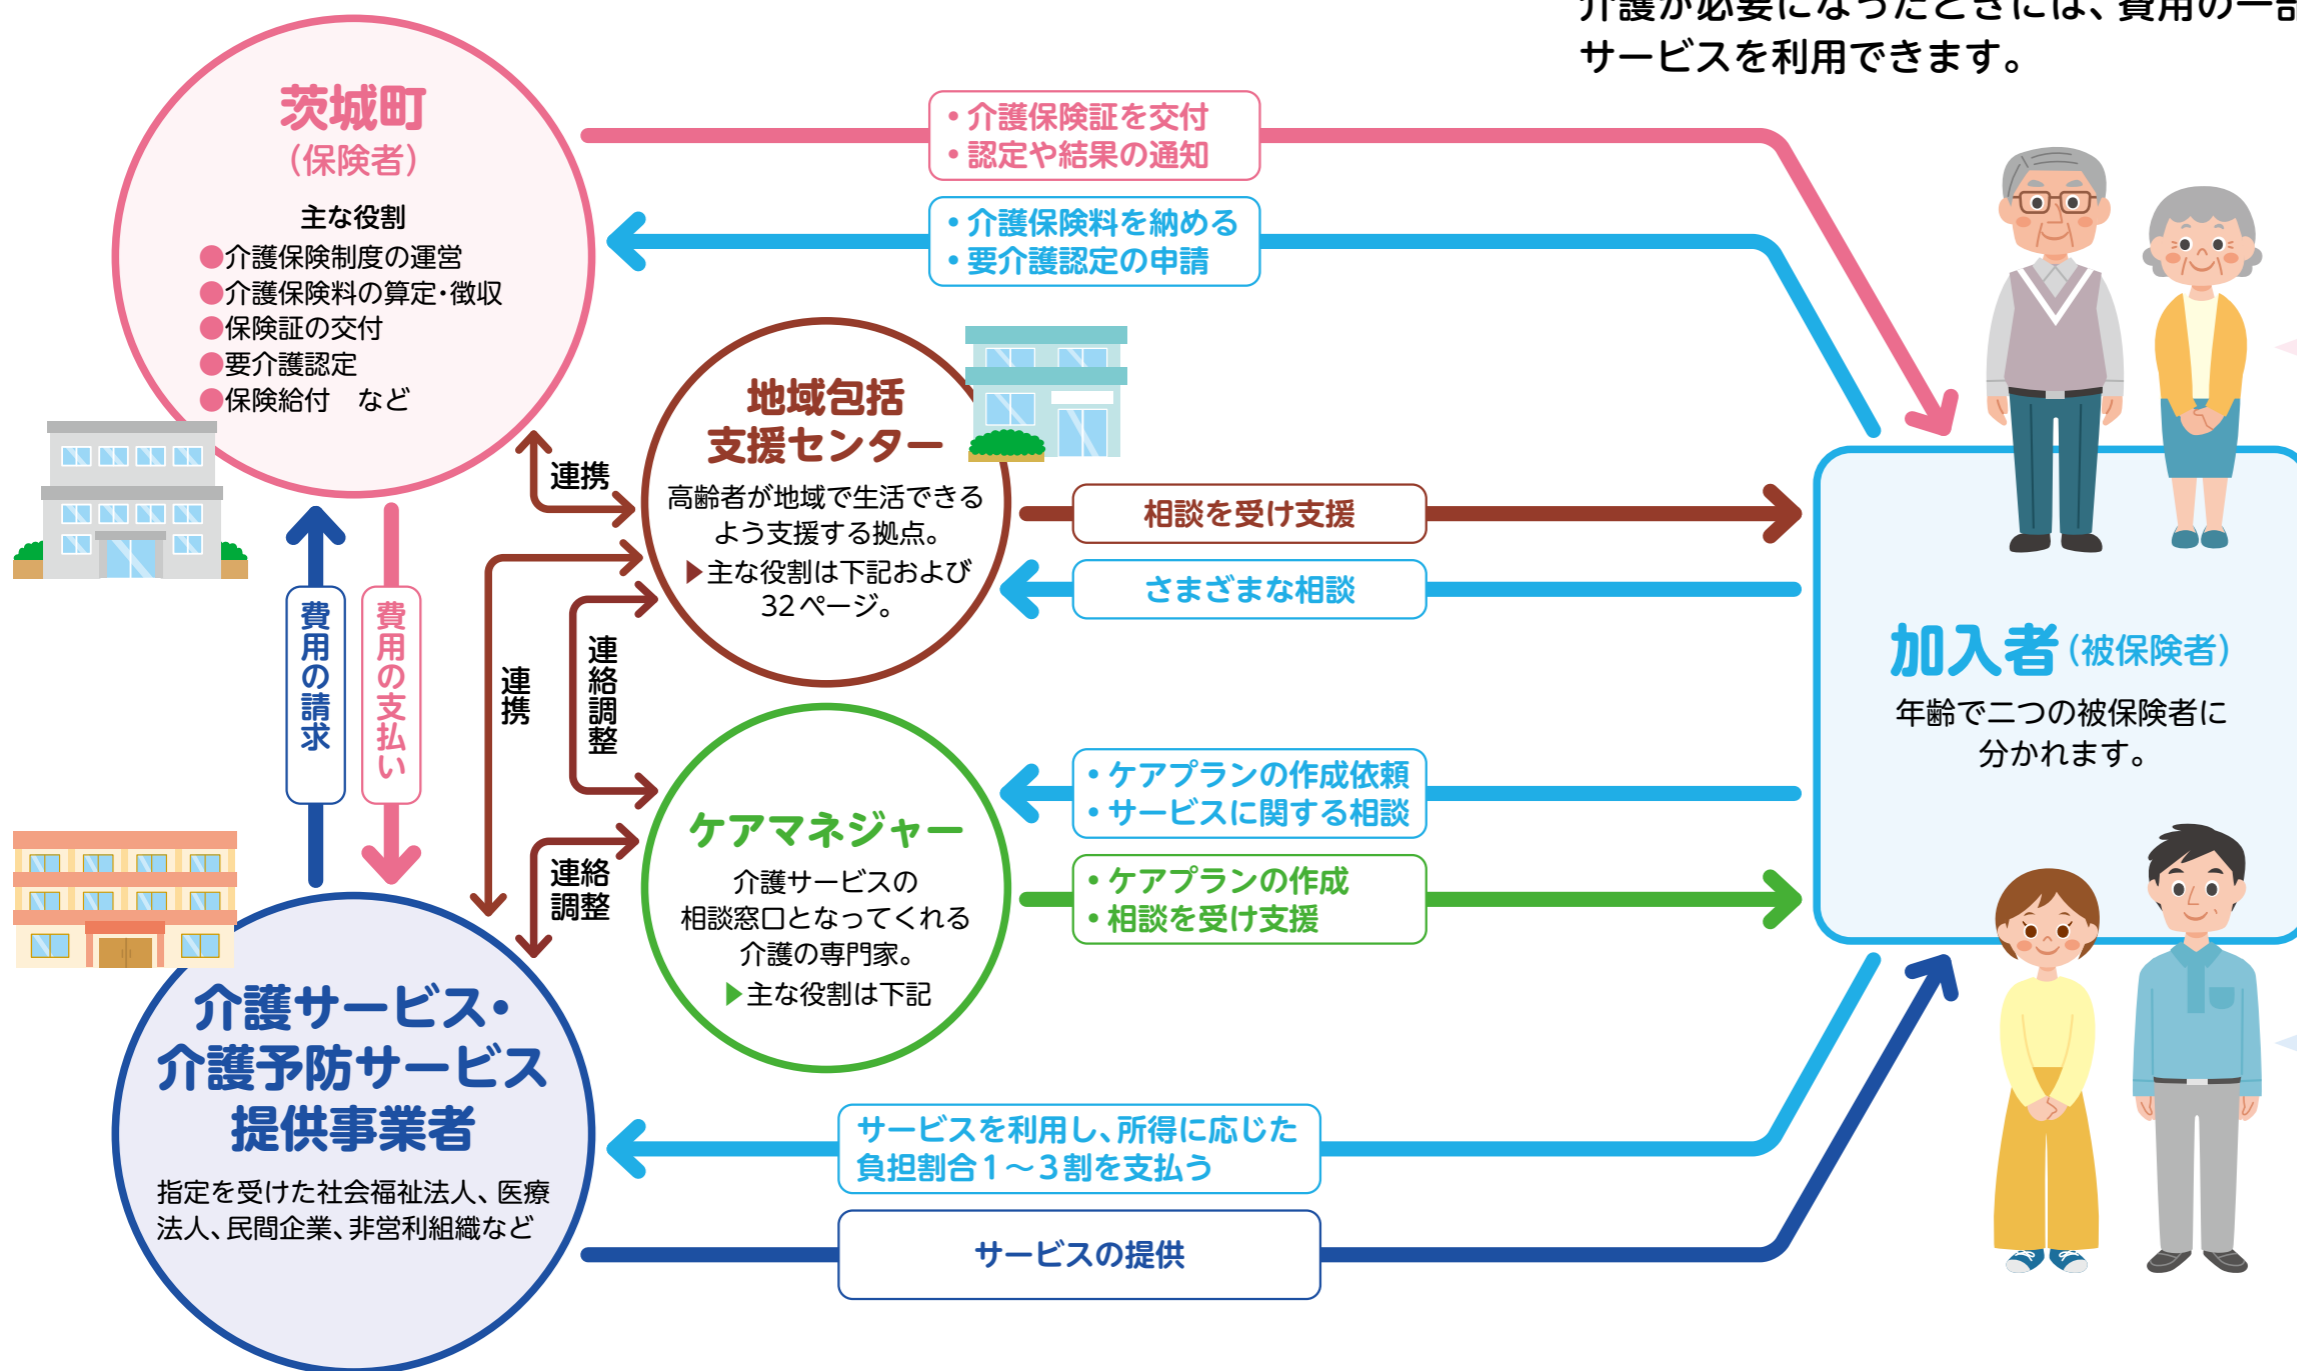 介護が必要になったときには、費用の一部
サービスを利用できます。
茨城町
（保険者）
主な役割
●介護保険制度の運営
●介護保険料の算定・徴収
●保険証の交付
●要介護認定
●保険給付　など
・介護保険証を交付
・認定や結果の通知
・介護保険料を納める
・要介護認定の申請
地域包括
支援センター
高齢者が地域で生活できる
よう支援する拠点。
▶主な役割は下記および
32ページ。
連携
相談を受け支援
さまざまな相談
費用の請求
費用の支払い
連携
連絡調整
加入者（被保険者）
年齢で二つの被保険者に
分かれます。
ケアマネジャー
介護サービスの
相談窓口となってくれる
介護の専門家。
▶主な役割は下記
・ケアプランの作成依頼
・サービスに関する相談
・ケアプランの作成
・相談を受け支援
連絡
調整
介護サービス・
介護予防サービス
提供事業者
指定を受けた社会福祉法人、医療
法人、民間企業、非営利組織など
サービスを利用し、所得に応じた
負担割合１～３割を支払う
サービスの提供